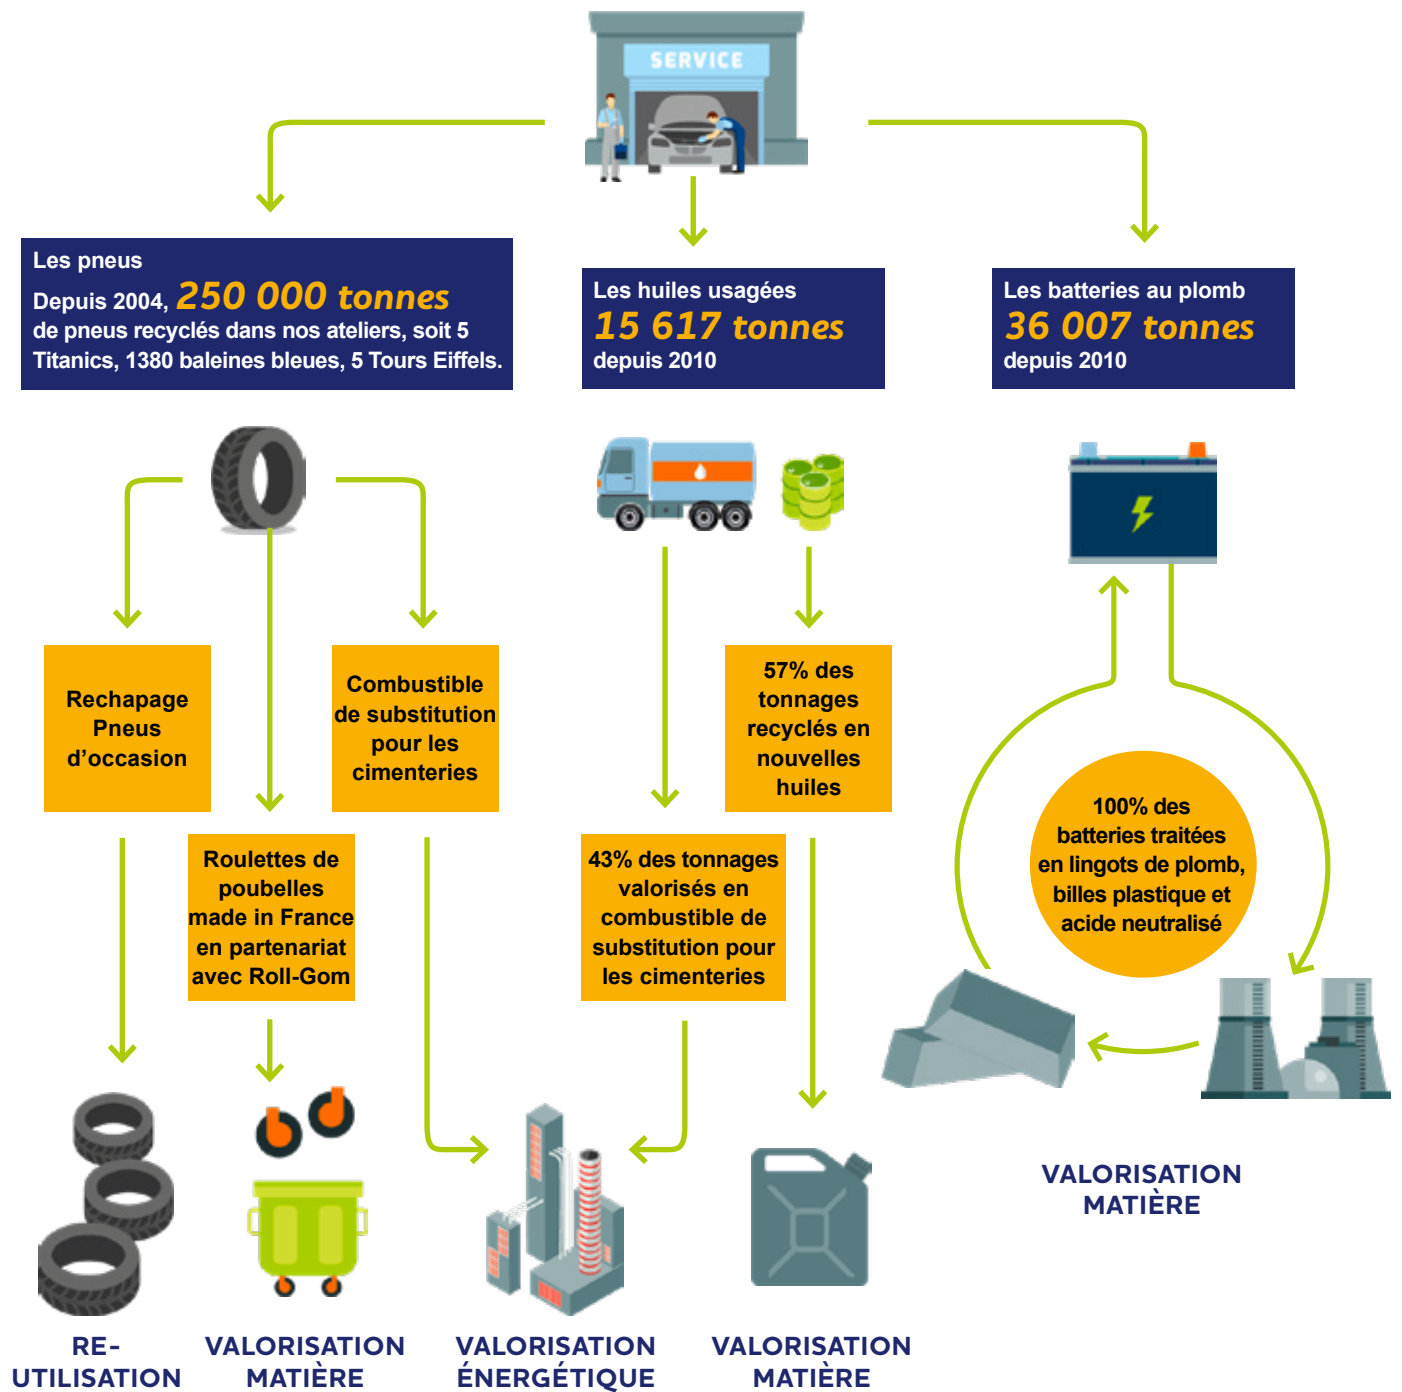 SERVICE
Les pneus
Depuis 2004, 250 000 tonnes
de pneus recyclés dans nos ateliers, soit 5
Titanics, 1380 baleines bleues, 5 Tours Eiffels.
Les huiles usagées
15 617 tonnes
depuis 2010
Les batteries au plomb
36 007 tonnes
depuis 2010
Rechapage
Pneus
d’occasion
Combustible
de substitution
pour les
cimenteries
57% des
tonnages
recyclés en
nouvelles
huiles
Roulettes de
poubelles
made in France
en partenariat
avec Roll-Gom
43% des tonnages
valorisés en
combustible de
substitution pour
les cimenteries
100% des
batteries traitées
en lingots de plomb,
billes plastique et
acide neutralisé
VALORISATION
MATIÈRE
RE-
UTILISATION
VALORISATION
MATIÈRE
VALORISATION
ÉNERGÉTIQUE
VALORISATION
MATIÈRE